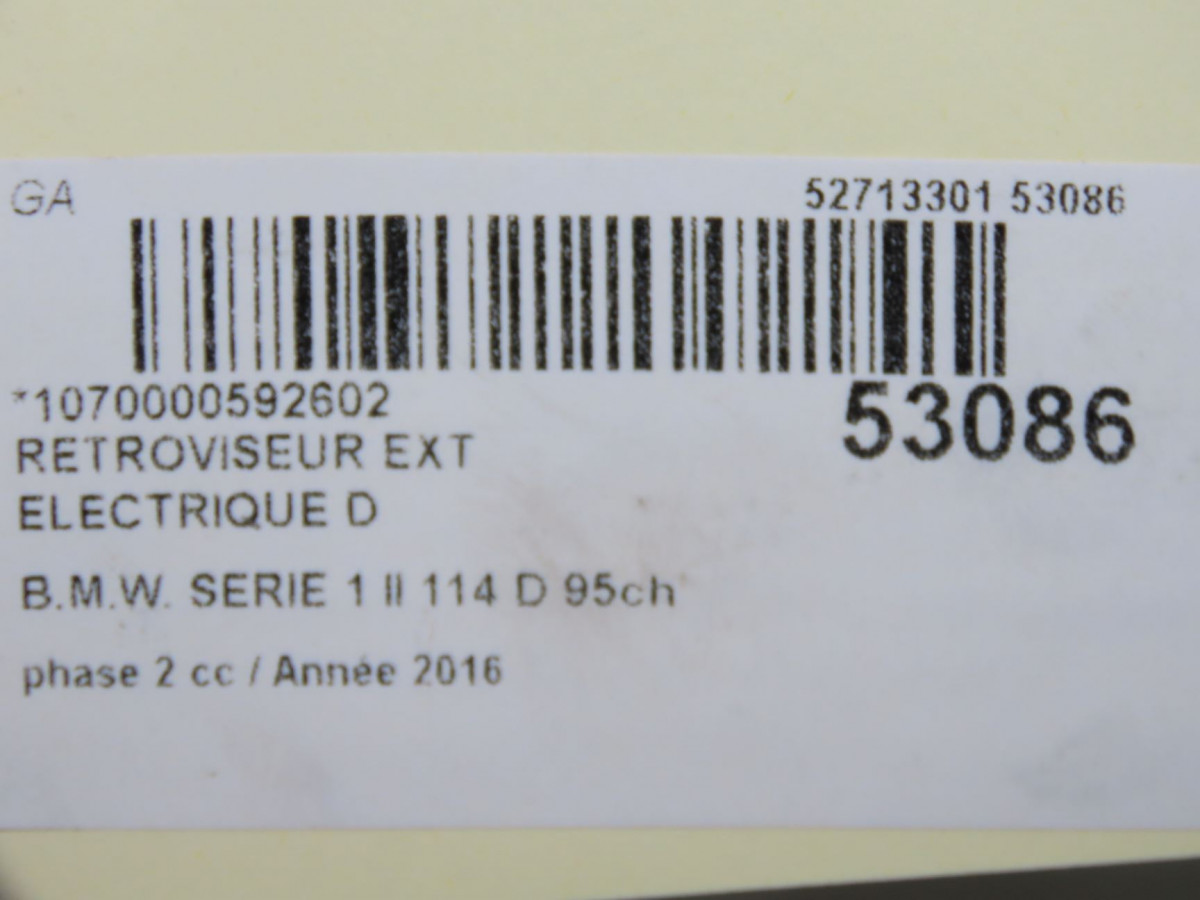 GA
52713301 53086
*1070000592602
53086
RETROVISEUR EXT
ELECTRIQUE D
B.M.W. SERIE 1 II 114 D 95ch
phase 2 cc / Année 2016